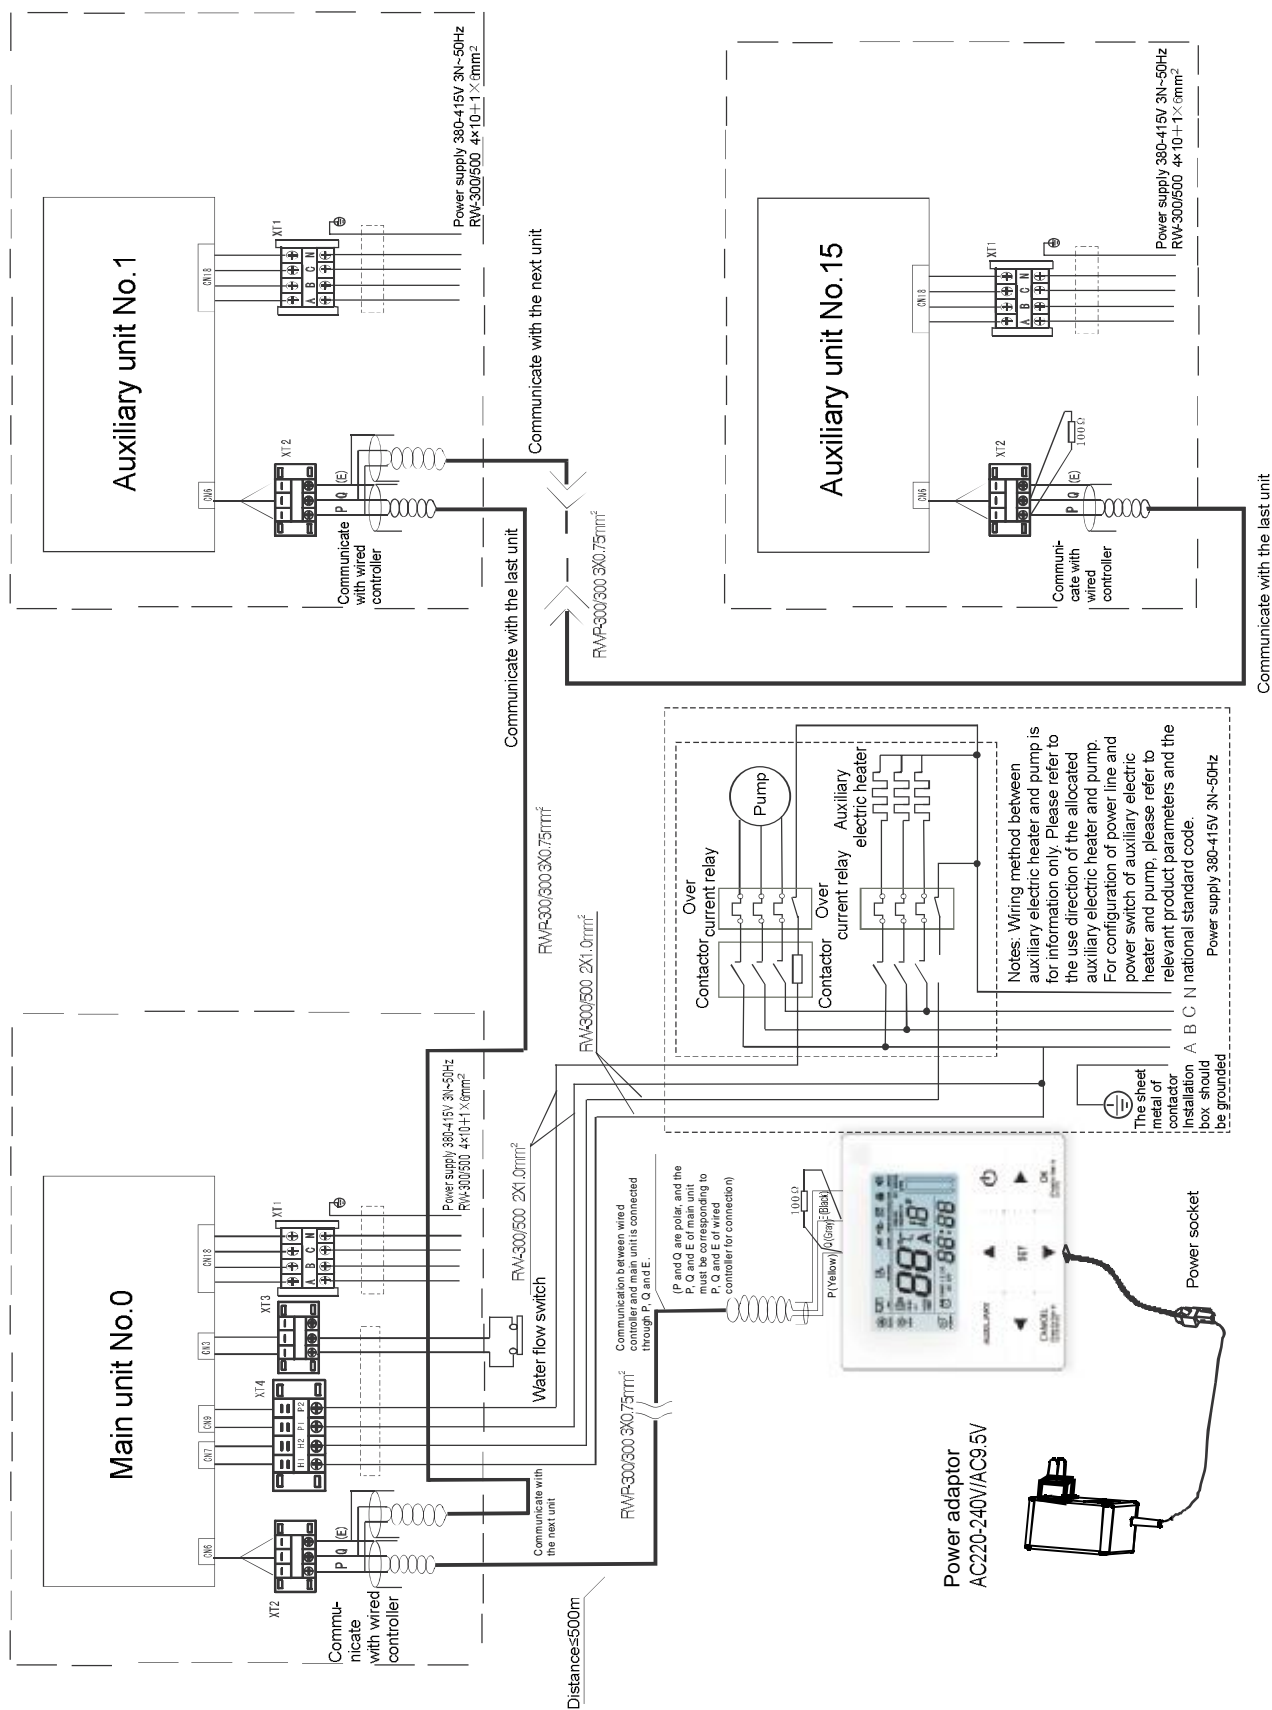 Main unit No.0
CN6
CN7
CN9
CN3
CN18
XT2
XT4
XT3
XT1
H1 H2 P1 P2
A B C N
P Q (E)
Commu-
nicate
with wired
controller
Communicate with
the next unit
Water flow switch
Power supply 380-415V 3N~50Hz
RW-300/500 4×10+1×6mm²
RW-300/500 2X1.0mm²
RW-300/500 2X1.0mm²
RWP-300/300 3X0.75mm²
Communicate with the last unit
Auxiliary unit No.1
CN6
CN18
XT2
XT1
A B C N
P Q (E)
Communicate
with wired
controller
Power supply 380-415V 3N~50Hz
RW-300/500 4×10+1×6mm²
Communicate with the next unit
RWP-300/300 3X0.75mm²
Auxiliary unit No.15
CN6
CN18
XT2
XT1
A B C N
P Q (E)
100Ω
Communi-
cate with
wired
controller
Power supply 380-415V 3N~50Hz
RW-300/500 4×10+1×6mm²
Communicate with the last unit
Distance≤500m
RWP-300/300 3X0.75mm²
Communication between wired
controller and main unit is connected
through P, Q and E.
(P and Q are polar, and the
P, Q and E of main unit
must be corresponding to
P, Q and E of wired
controller for connection)
100Ω
P(Yellow) Q(Gray) E(Black)
88℃ A 18
88:88
AUXILIARY
SET
CANCEL
OK
Power adaptor
AC220-240V/AC9.5V
Power socket
Contactor
Over
current relay
Pump
Contactor
Over
current relay
Auxiliary
electric heater
Notes: Wiring method between
auxiliary electric heater and pump is
for information only. Please refer to
the use direction of the allocated
auxiliary electric heater and pump.
For configuration of power line and
power switch of auxiliary electric
heater and pump, please refer to
relevant product parameters and the
national standard code.
Power supply 380-415V 3N~50Hz
A B C N
The sheet
metal of
contactor
Installation
box should
be grounded